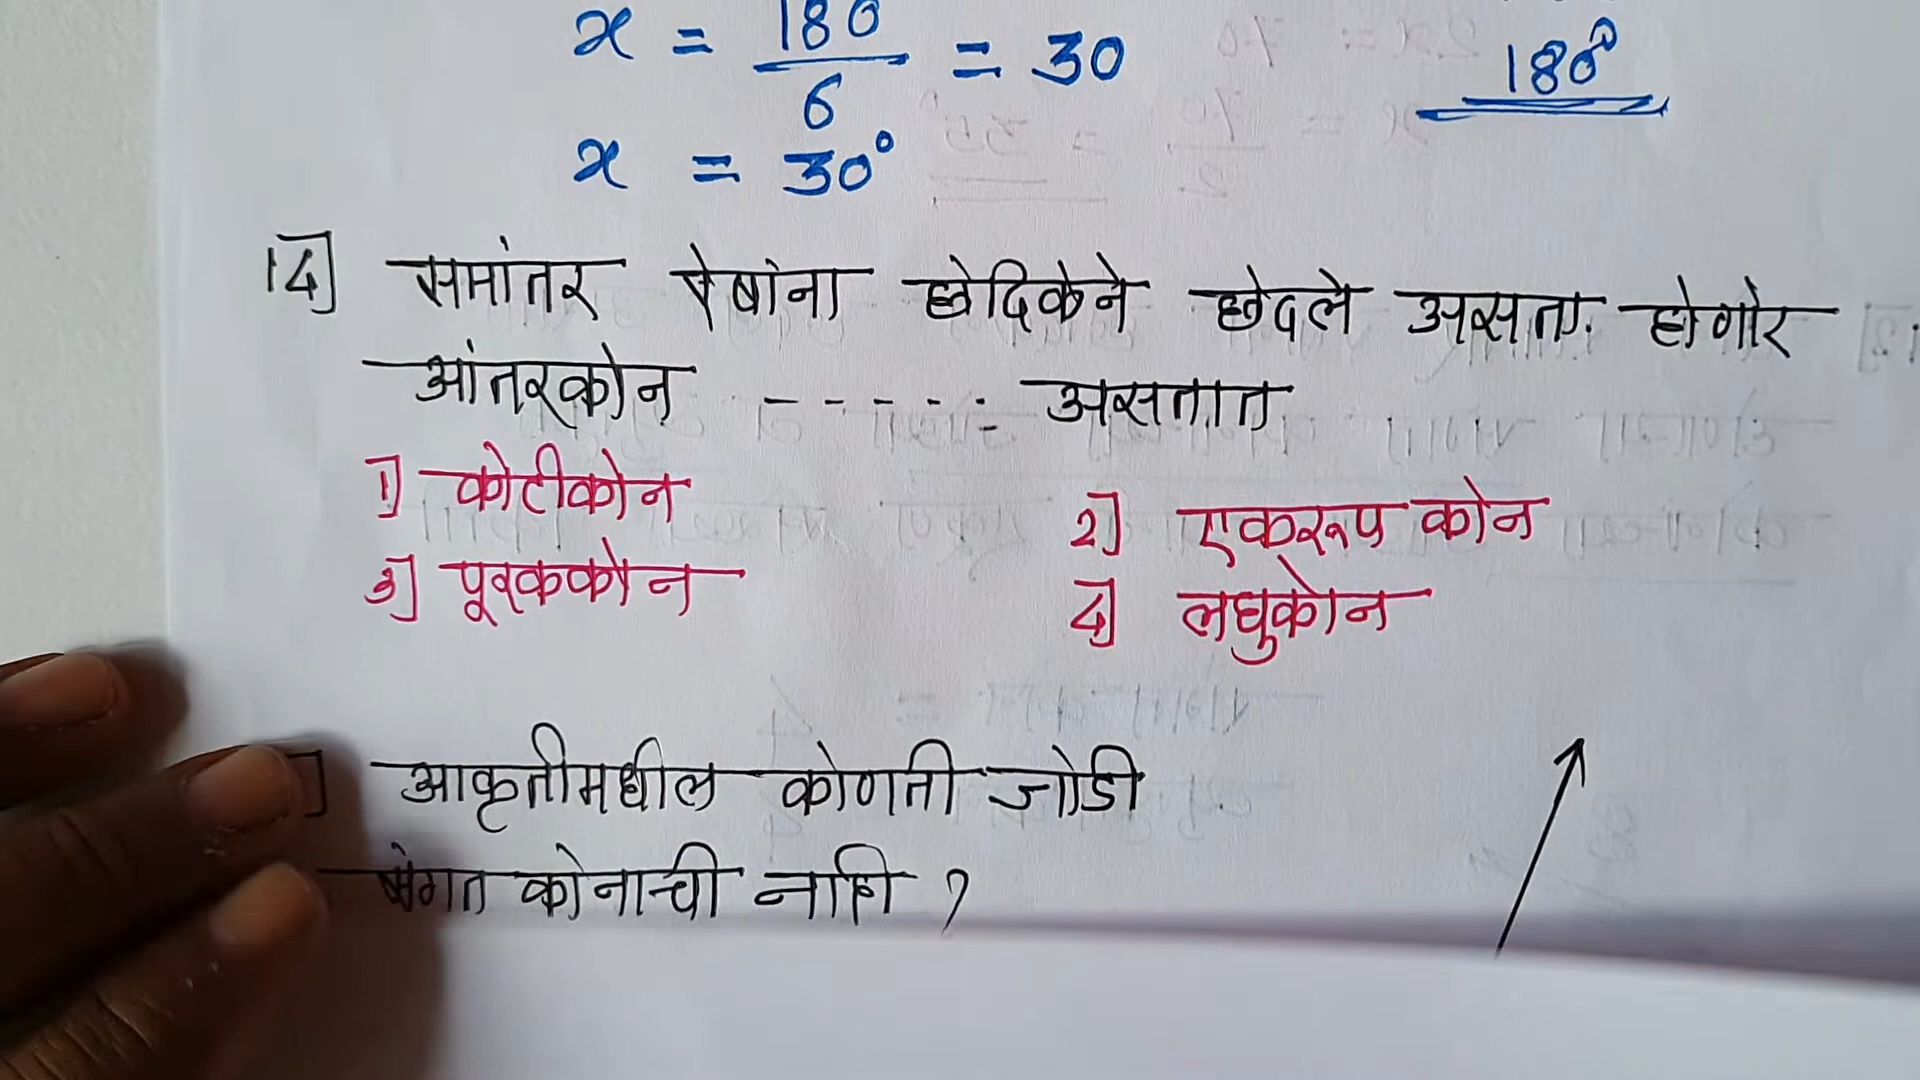 x = 180/6 = 30
180°
x = 30°
14] समांतर रेषांना छेदिकेने छेदले असता होणारे
आंतरकोन ------ असतात
1] कोटीकोन
2] एकरूप कोन
3] पूरककोन
4] लघुकोन
आकृतीमधील कोणती जोडी
संगत कोनाची नाही ?